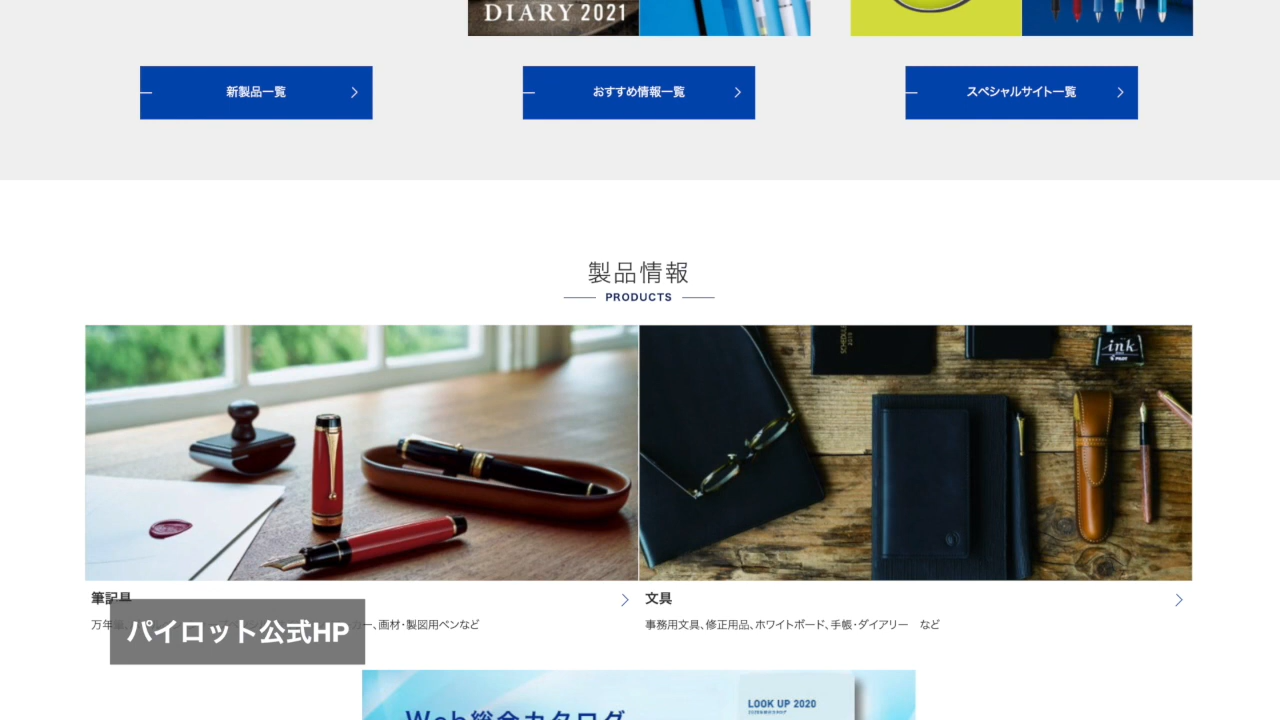 DIARY 2021
新製品一覧
おすすめ情報一覧
スペシャルサイト一覧
製品情報
PRODUCTS
ink
PILOT
筆記具
文具
万年
カー、画材・製図用ペンなど
事務用文具、修正用品、ホワイトボード、手帳・ダイアリー　など
パイロット公式HP
LOOK UP 2020
Web総合カタログ